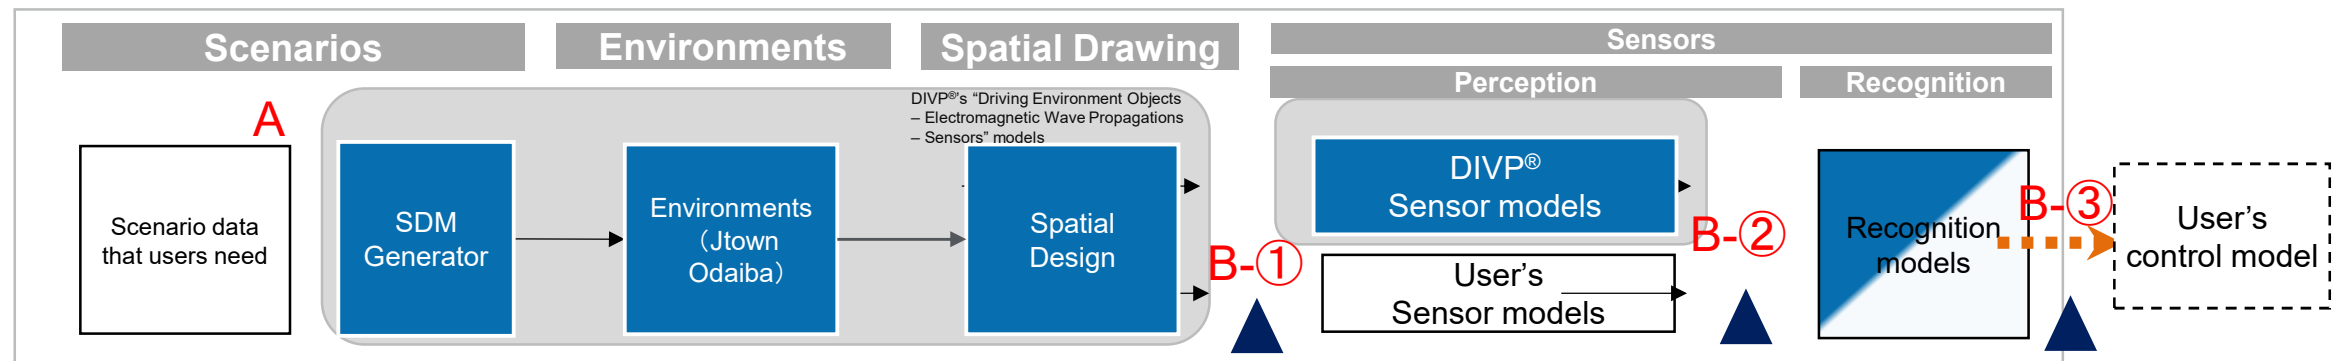 Scenarios
Environments
Spatial Drawing
Sensors
Perception
Recognition
A
Scenario data
that users need
SDM
Generator
Environments
（Jtown
Odaiba）
DIVP®'s “Driving Environment Objects
– Electromagnetic Wave Propagations
– Sensors” models
Spatial
Design
B-①
DIVP®
Sensor models
User’s
Sensor models
B-②
Recognition
models
B-③
User’s
control model